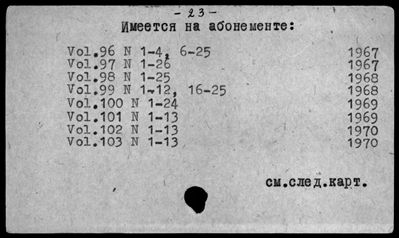 - 23 -
Имеется на абонементе:
Vol.96 N 1-4, 6-25 1967
Vol.97 N 1-26 1967
Vol.98 N 1-25 1968
Vol.99 N 1-12, 16-25 1968
Vol.100 N 1-24 1969
Vol.101 N 1-13 1969
Vol.102 N 1-13 1970
Vol.103 N 1-13 1970
см.след.карт.